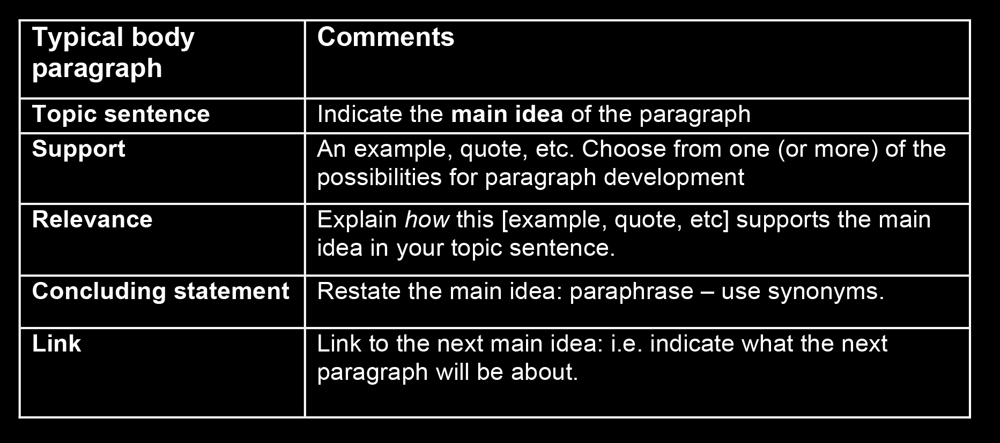 Typical body
paragraph
Comments
Topic sentence
Indicate the main idea of the paragraph
Support
An example, quote, etc. Choose from one (or more) of the
possibilities for paragraph development
Relevance
Explain how this [example, quote, etc] supports the main
idea in your topic sentence.
Concluding statement
Restate the main idea: paraphrase – use synonyms.
Link
Link to the next main idea: i.e. indicate what the next
paragraph will be about.